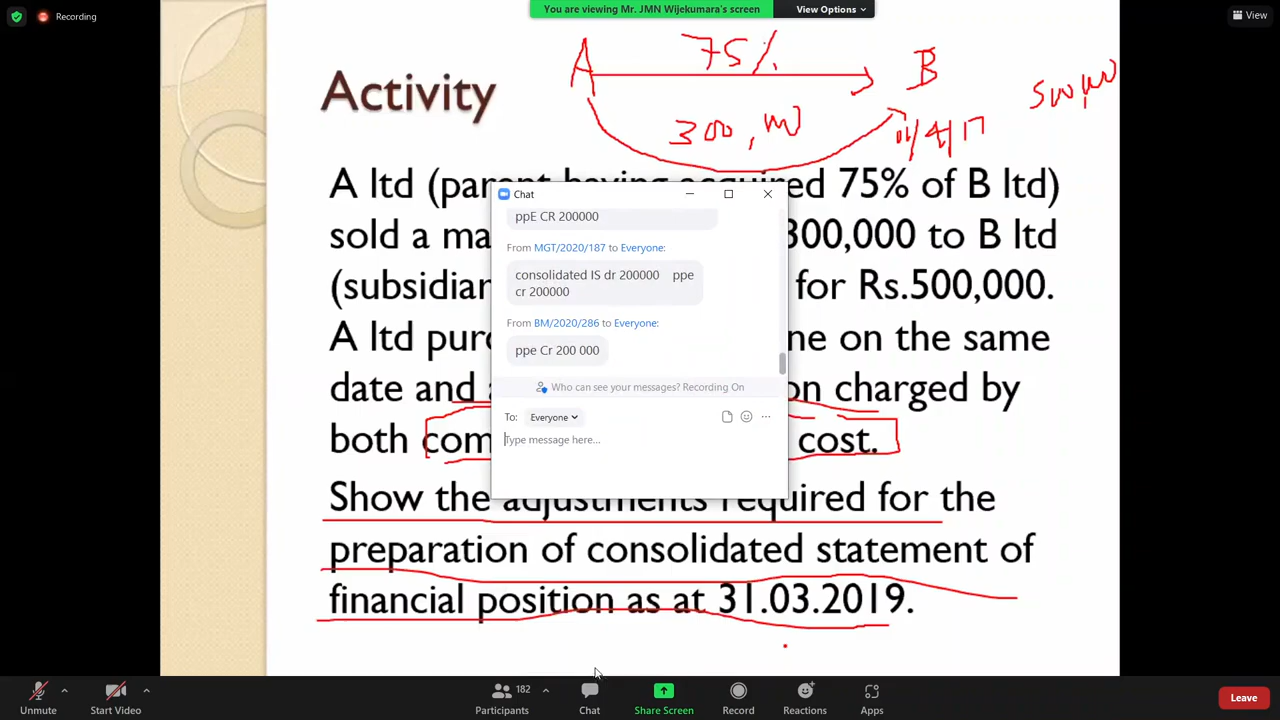 Recording
You are viewing Mr. JMN Wijekumara's screen
View Options
View
A 75% B
500,000
300,000
01/4/17
Activity
A ltd (parent having acquired 75% of B ltd)
sold a ma 300,000 to B ltd
(subsidia for Rs.500,000.
A ltd pur ne on the same
date and on charged by
both com cost.
Show the adjustments required for the
preparation of consolidated statement of
financial position as at 31.03.2019.
Chat
ppE CR 200000
From MGT/2020/187 to Everyone:
consolidated IS dr 200000 ppe
cr 200000
From BM/2020/286 to Everyone:
ppe Cr 200 000
Who can see your messages? Recording On
To: Everyone
Type message here...
Unmute
Start Video
182
Participants
Chat
Share Screen
Record
Reactions
Apps
Leave